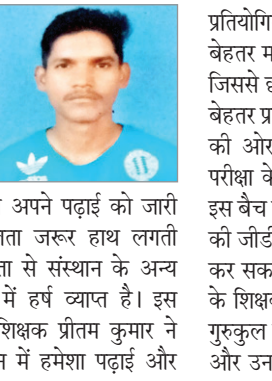 अपने पढ़ाई को जारी
जरूर हाथ लगती
से संस्थान के अन्य
में हर्ष व्याप्त है। इस
शिक्षक प्रीतम कुमार ने
में हमेशा पढ़ाई और
प्रतियोगि
बेहतर म
जिससे ह
बेहतर प्र
की ओर
परीक्षा के
इस बैच
की जीडी
कर सक
के शिक्षक
गुरुकुल
और उन